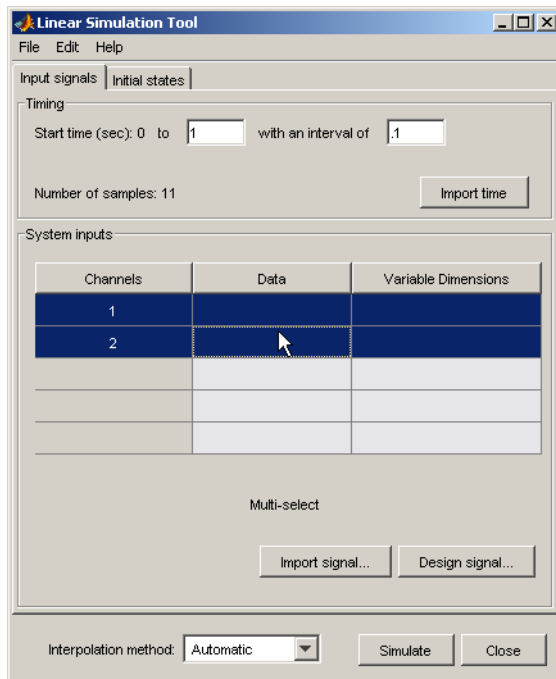 Linear Simulation Tool
File Edit Help
Input signals Initial states
Timing
Start time (sec): 0 to 1 with an interval of .1
Number of samples: 11 Import time
System inputs
Channels Data Variable Dimensions
1
2
Multi-select
Import signal... Design signal...
Interpolation method: Automatic Simulate Close